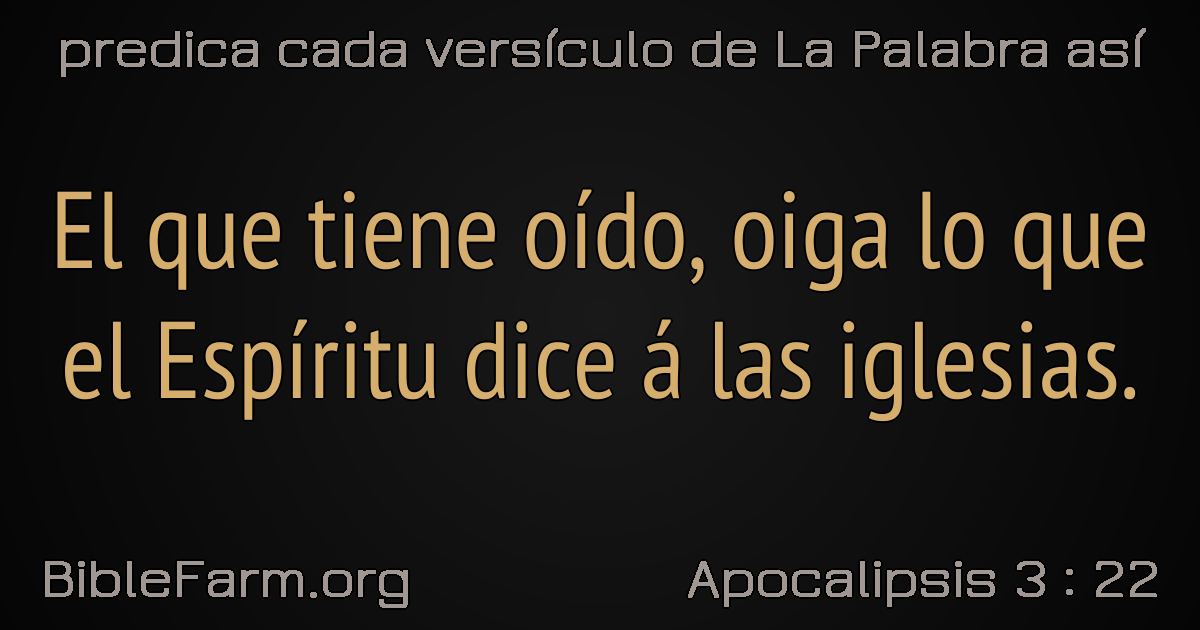 predica cada versículo de La Palabra así
El que tiene oído, oiga lo que
el Espíritu dice á las iglesias.
BibleFarm.org
Apocalipsis 3 : 22